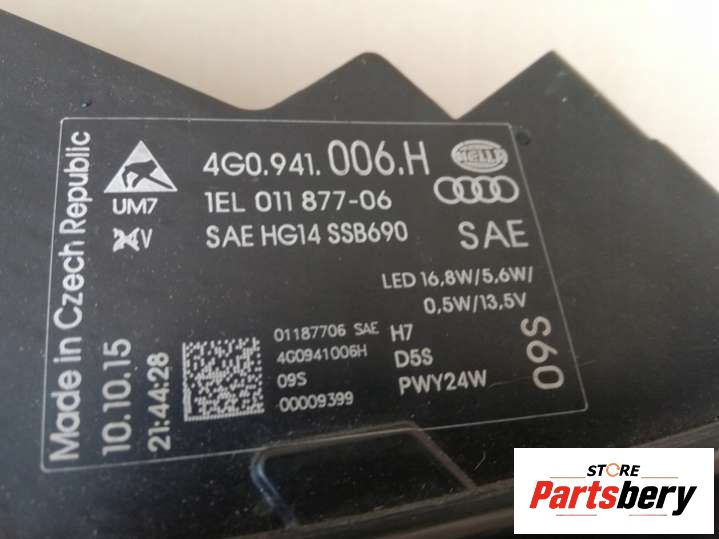 Made in Czech Republic
10.10.15
21:44:28
UM7
4G0.941.006.H
HELLA
1EL 011 877-06
SAE HG14 SSB690
SAE
LED 16,8W/5,6W/
0,5W/13,5V
01187706 SAE
4G0941006H
09S
00009399
H7
D5S
PWY24W
09S
STORE
Partsbery